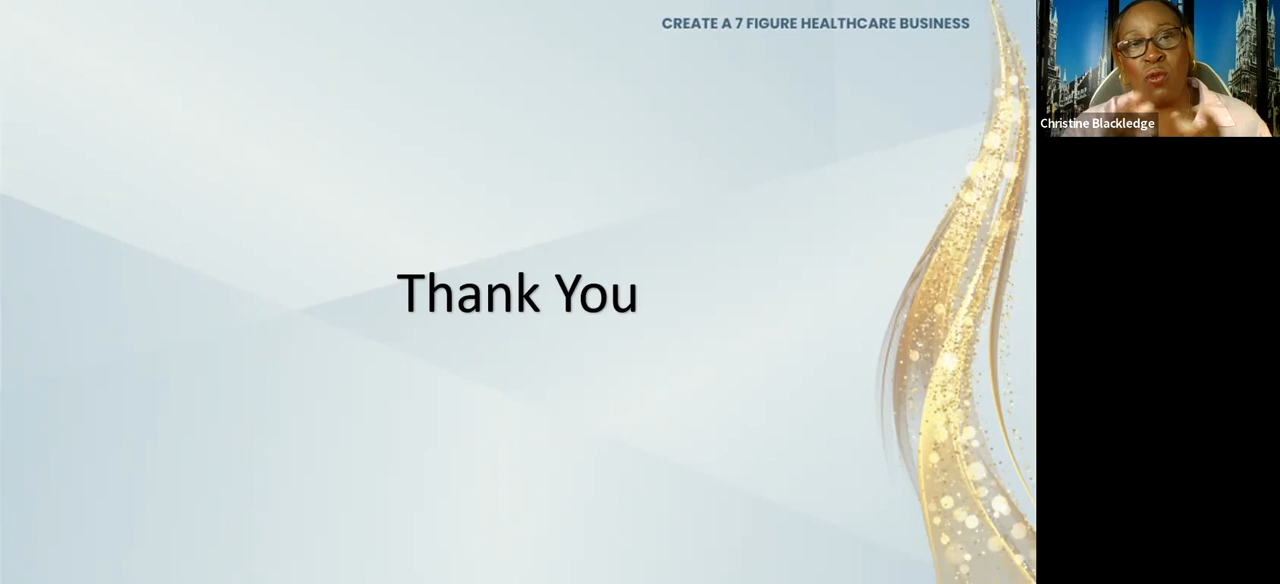 CREATE A 7 FIGURE HEALTHCARE BUSINESS
Christine Blackledge
Thank You